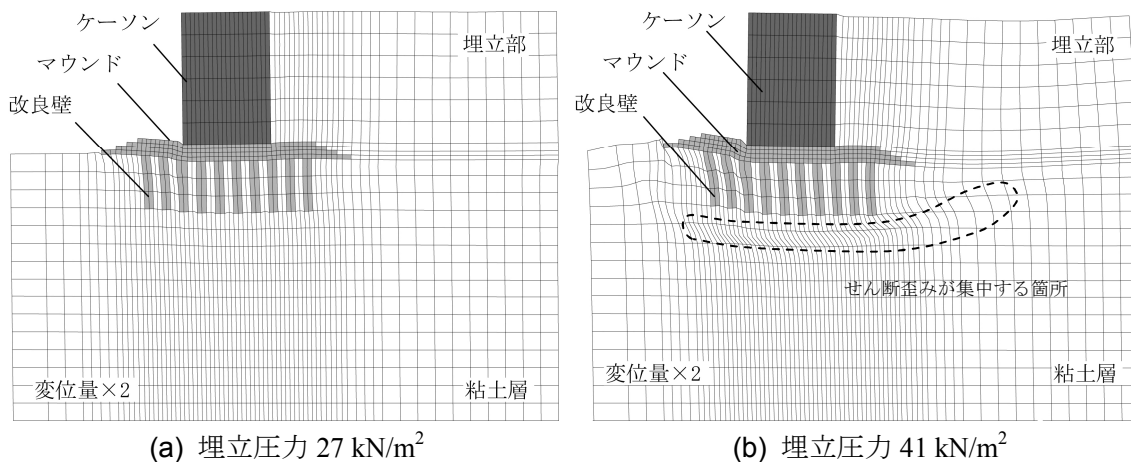 ケーソン
マウンド
改良壁
埋立部
変位量×2
粘土層
(a) 埋立圧力 27 kN/m²
ケーソン
マウンド
改良壁
埋立部
せん断歪みが集中する箇所
変位量×2
粘土層
(b) 埋立圧力 41 kN/m²